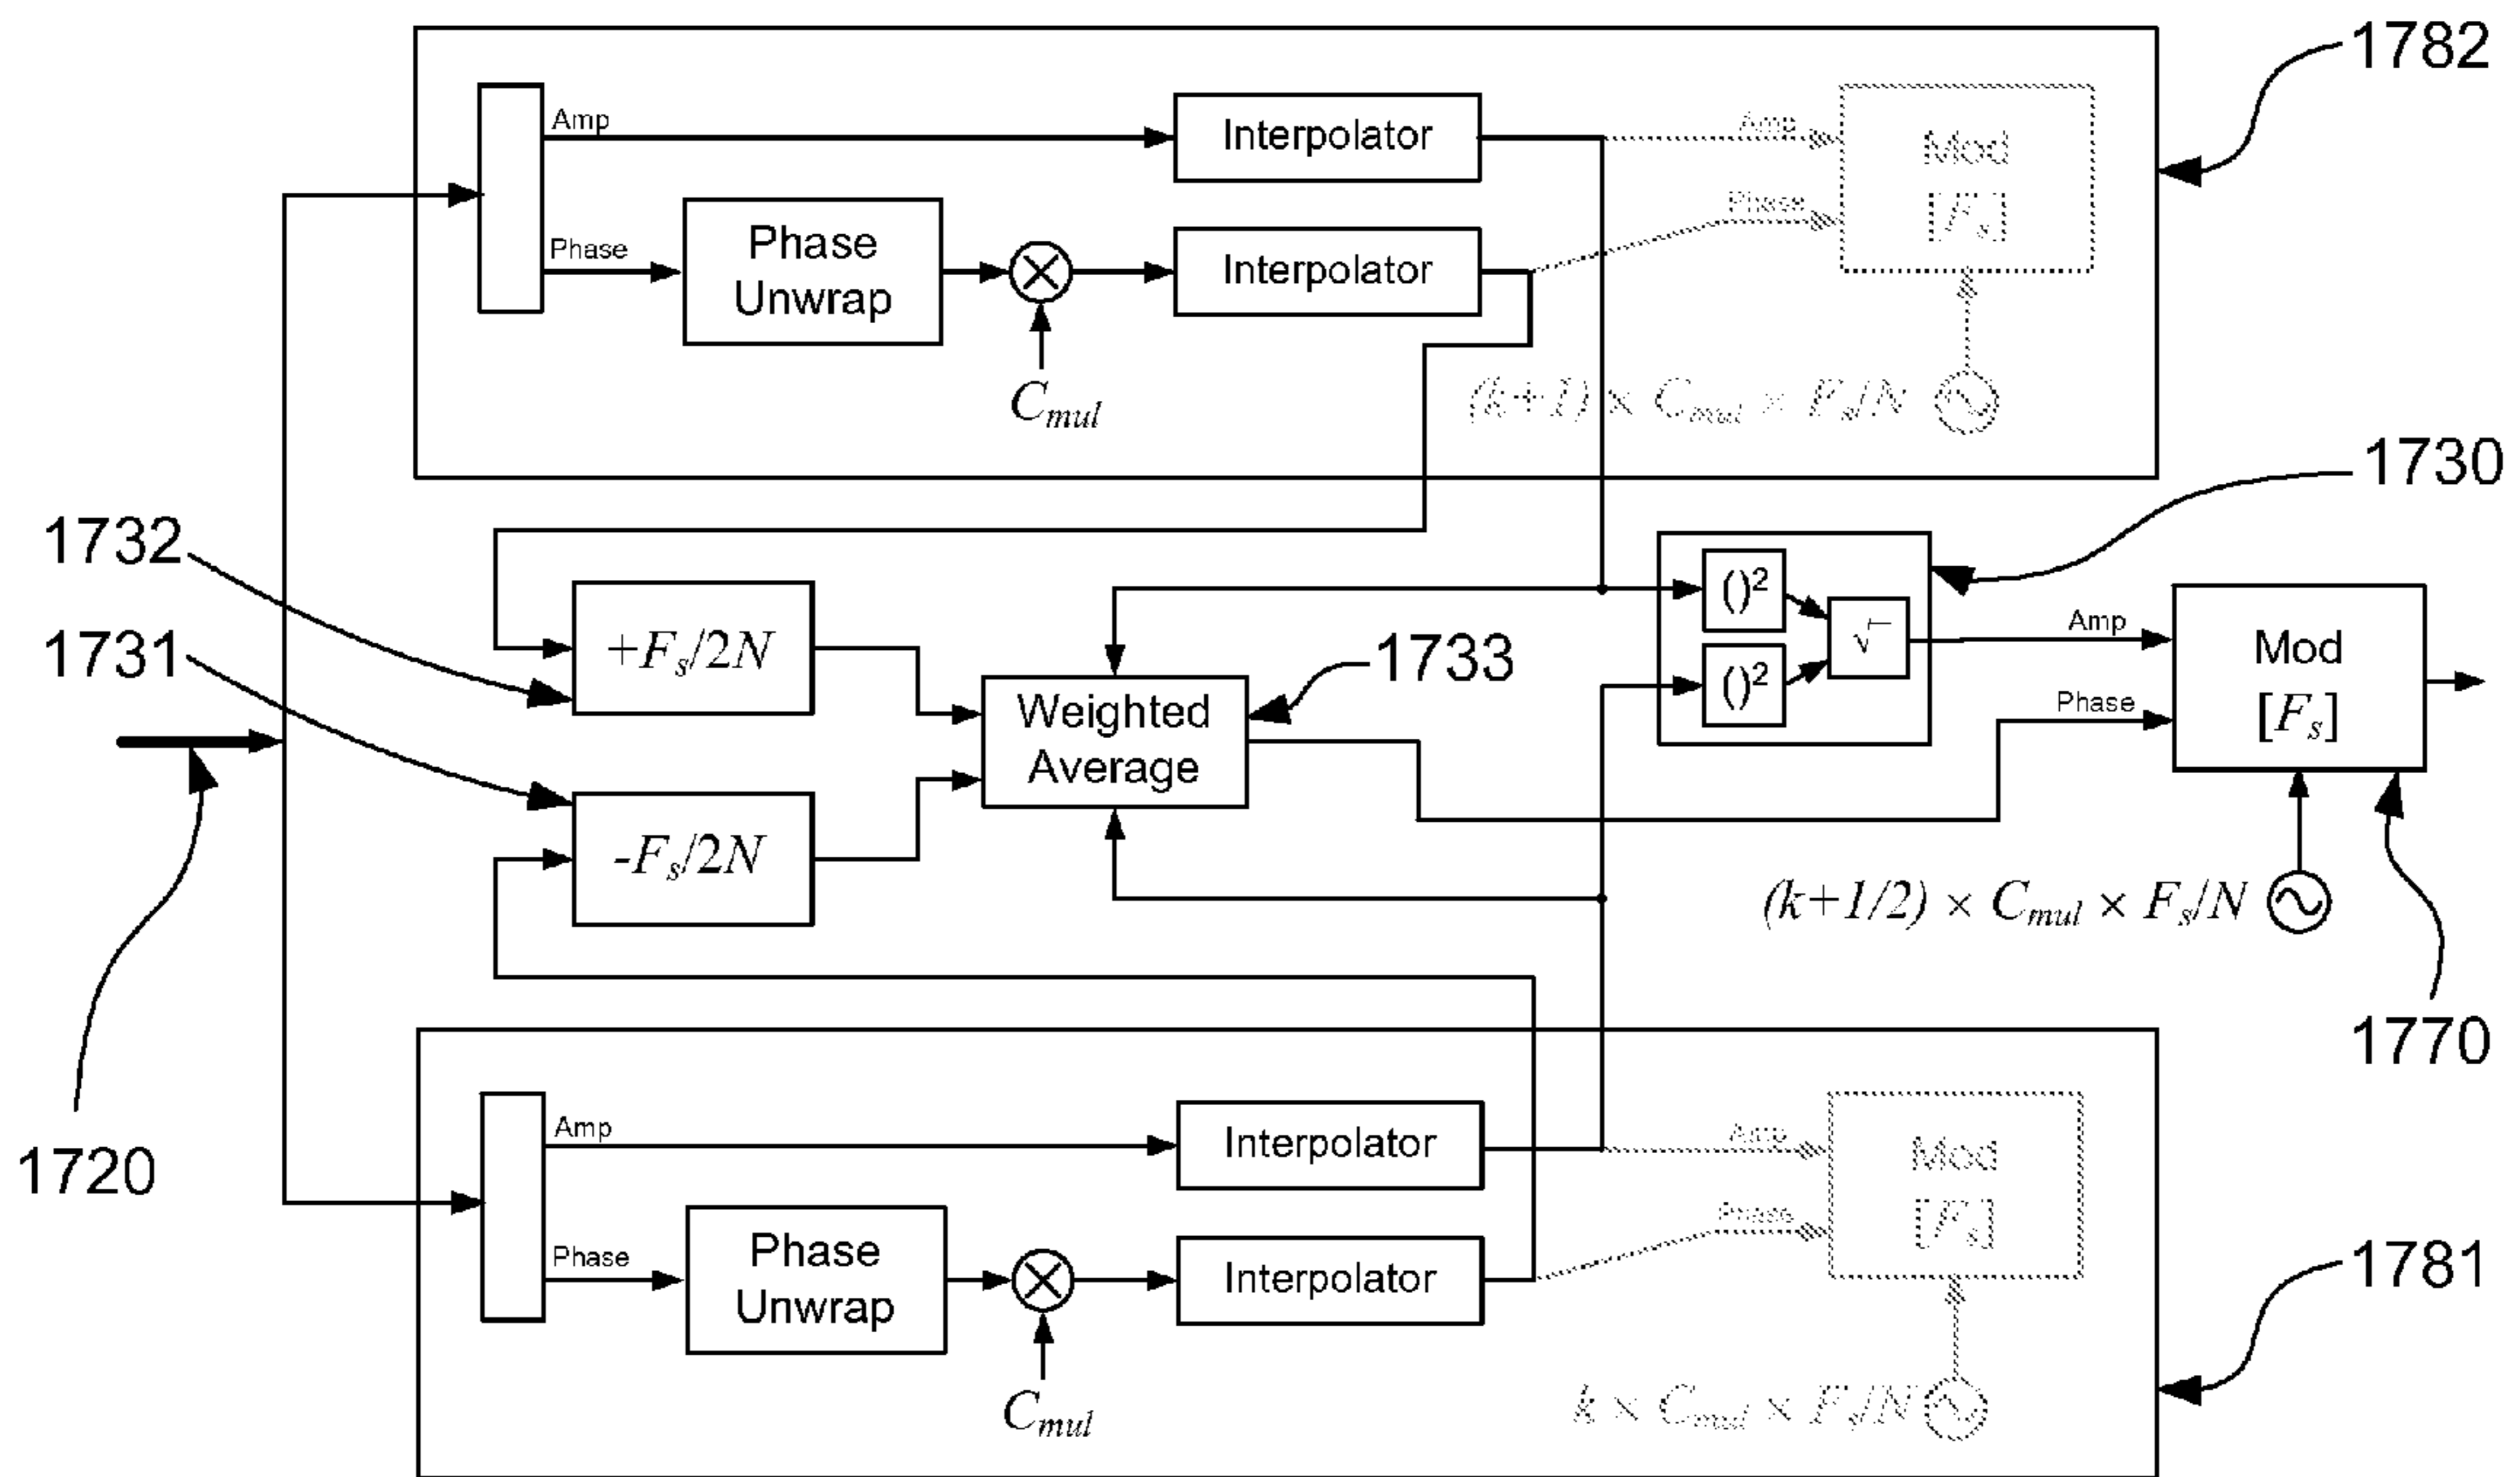 1782
Amp
Interpolator
Amp
Mod
[Fs]
Phase
Phase
Unwrap
Interpolator
Phase
Cmul
(k+1) × Cmul × Fs/N
1730
1732
1731
+Fs/2N
-Fs/2N
1733
Weighted
Average
()²
()²
√
Amp
Phase
Mod
[Fs]
(k+1/2) × Cmul × Fs/N
1770
1720
Amp
Interpolator
Amp
Mod
[Fs]
Phase
Phase
Unwrap
Interpolator
Phase
Cmul
k × Cmul × Fs/N
1781